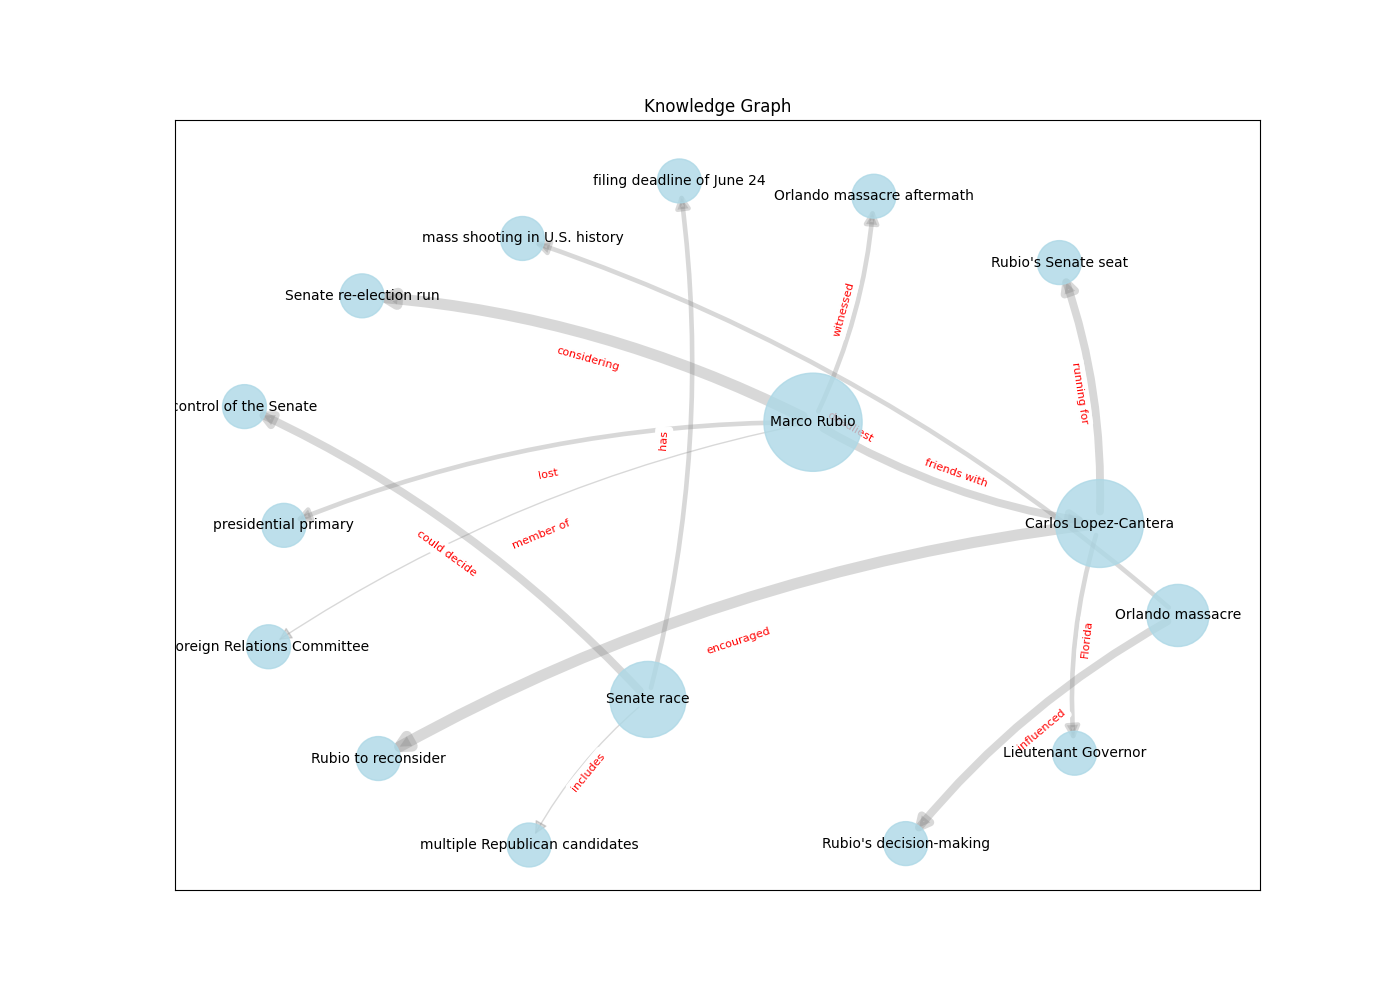 Knowledge Graph
filing deadline of June 24
Orlando massacre aftermath
mass shooting in U.S. history
Rubio's Senate seat
Senate re-election run
witnessed
considering
running for
control of the Senate
Marco Rubio
has
friends with
lost
presidential primary
Carlos Lopez-Cantera
member of
could decide
Orlando massacre
encouraged
Florida
oreign Relations Committee
Senate race
influenced
Lieutenant Governor
Rubio to reconsider
includes
multiple Republican candidates
Rubio's decision-making